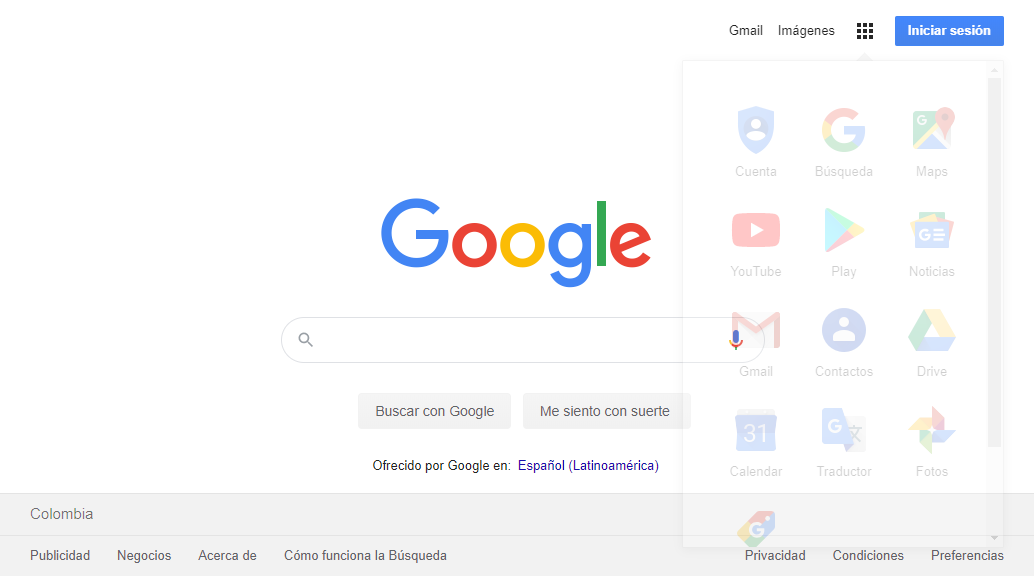 Gmail Imágenes Iniciar sesión
Cuenta Búsqueda Maps
Google
YouTube Play Noticias
Gmail Contactos Drive
Buscar con Google Me siento con suerte
31
Calendar Traductor Fotos
Ofrecido por Google en: Español (Latinoamérica)
Colombia
Publicidad Negocios Acerca de Cómo funciona la Búsqueda Privacidad Condiciones Preferencias